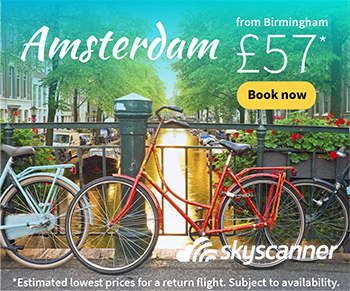 Amsterdam
from Birmingham
£57*
Book now
skyscanner
*Estimated lowest prices for a return flight. Subject to availability.